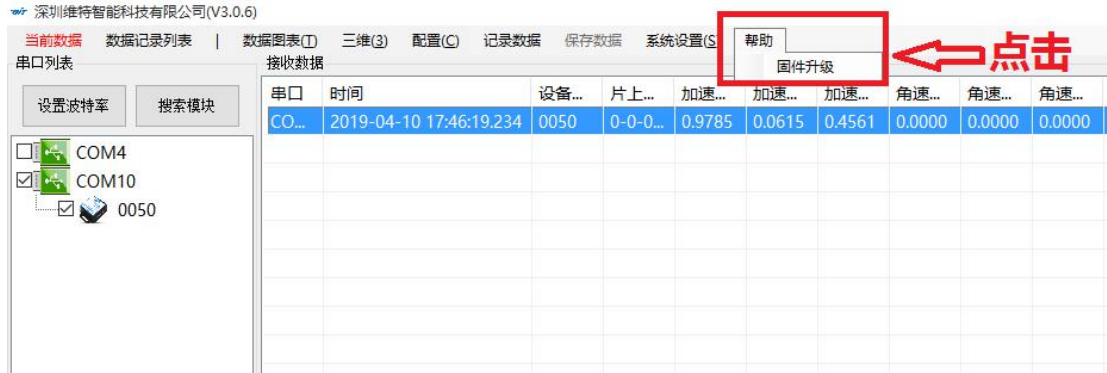 深圳维特智能科技有限公司(V3.0.6)
当前数据 数据记录列表 | 数据图表(T) 三维(3) 配置(C) 记录数据 保存数据 系统设置(S 帮助
固件升级
点击
串口列表
接收数据
设置波特率 搜索模块
串口 时间 设备... 片上... 加速... 加速... 加速... 角速... 角速... 角速...
CO... 2019-04-10 17:46:19.234 0050 0-0-0... 0.9785 0.0615 0.4561 0.0000 0.0000 0.0000
COM4
COM10
0050